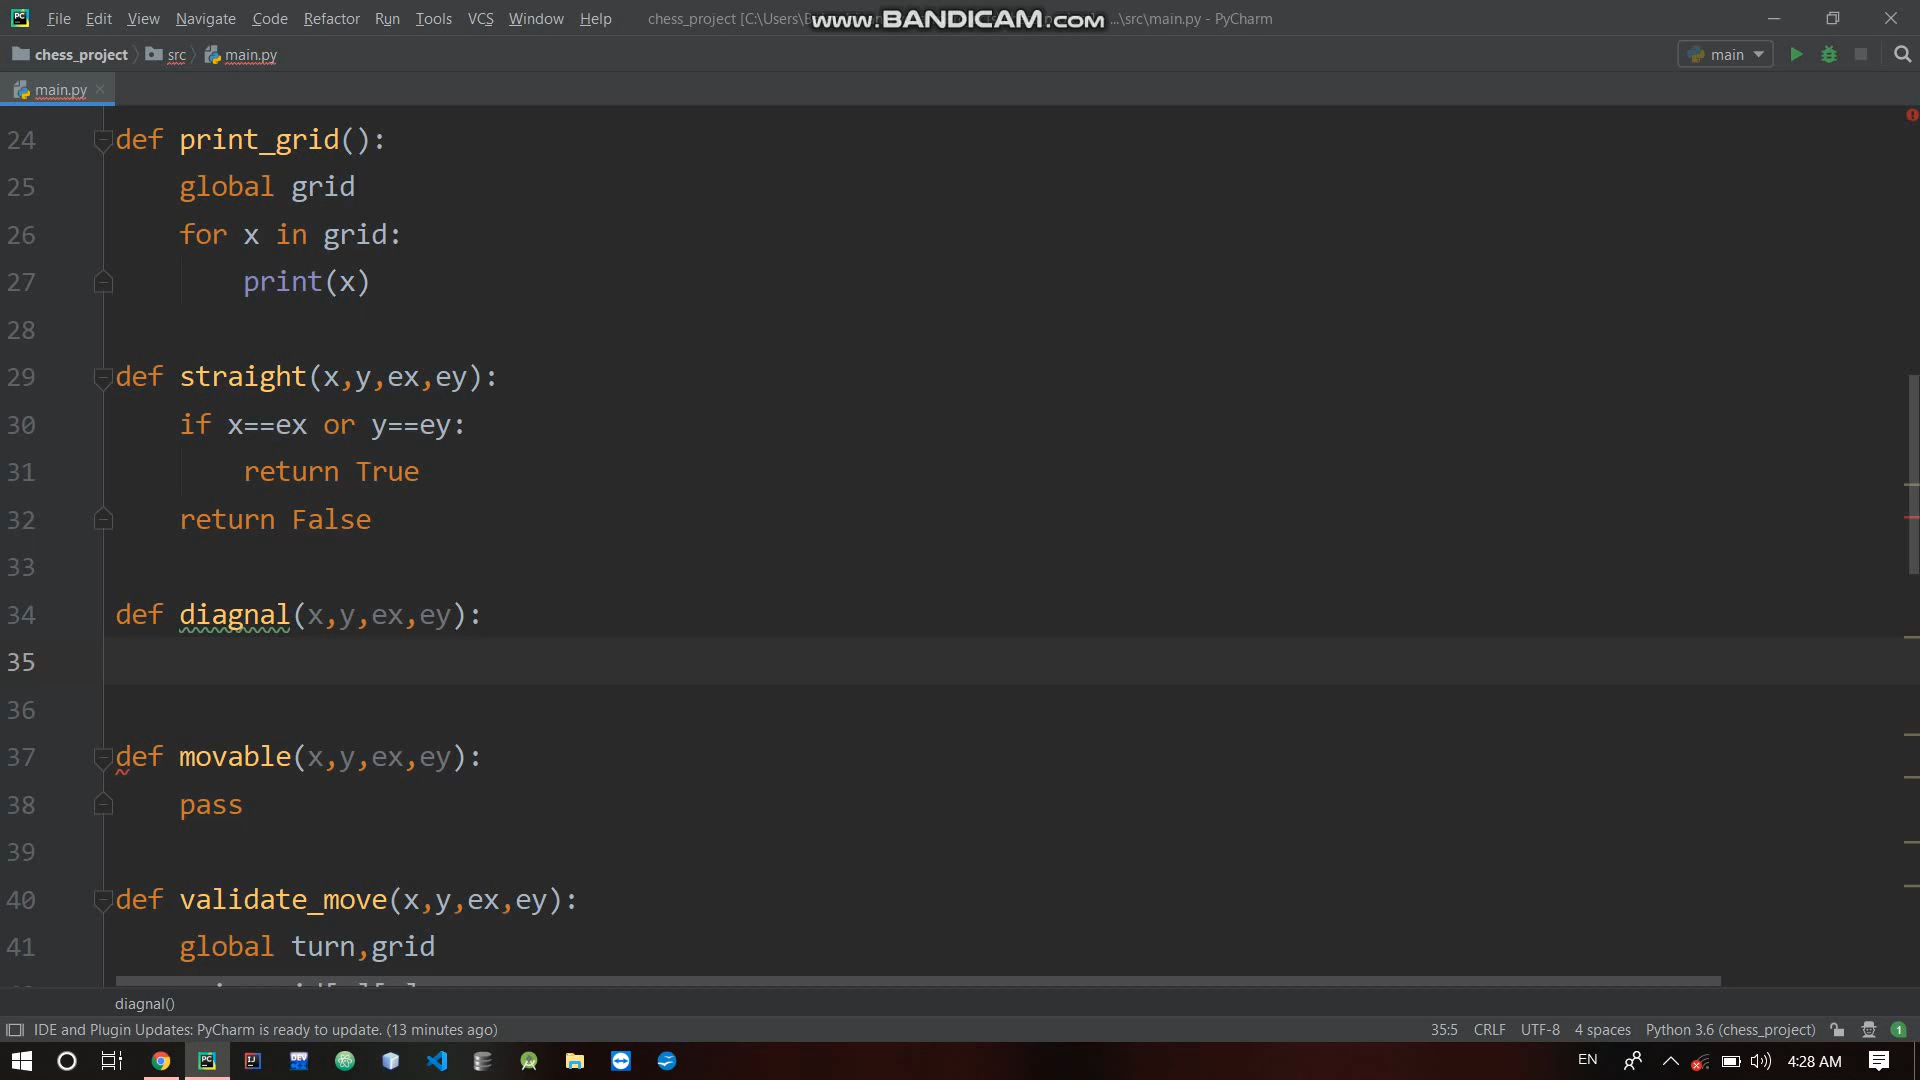 File Edit View Navigate Code Refactor Run Tools VCS Window Help chess_project [C:\Users\B ...\src\main.py - PyCharm
www.BANDICAM.com
chess_project src main.py main
main.py
24 def print_grid():
25 global grid
26 for x in grid:
27 print(x)
28
29 def straight(x,y,ex,ey):
30 if x==ex or y==ey:
31 return True
32 return False
33
34 def diagnal(x,y,ex,ey):
35
36
37 def movable(x,y,ex,ey):
38 pass
39
40 def validate_move(x,y,ex,ey):
41 global turn,grid
diagnal()
IDE and Plugin Updates: PyCharm is ready to update. (13 minutes ago) 35:5 CRLF UTF-8 4 spaces Python 3.6 (chess_project) 1
PC IJ DEV EN 4:28 AM